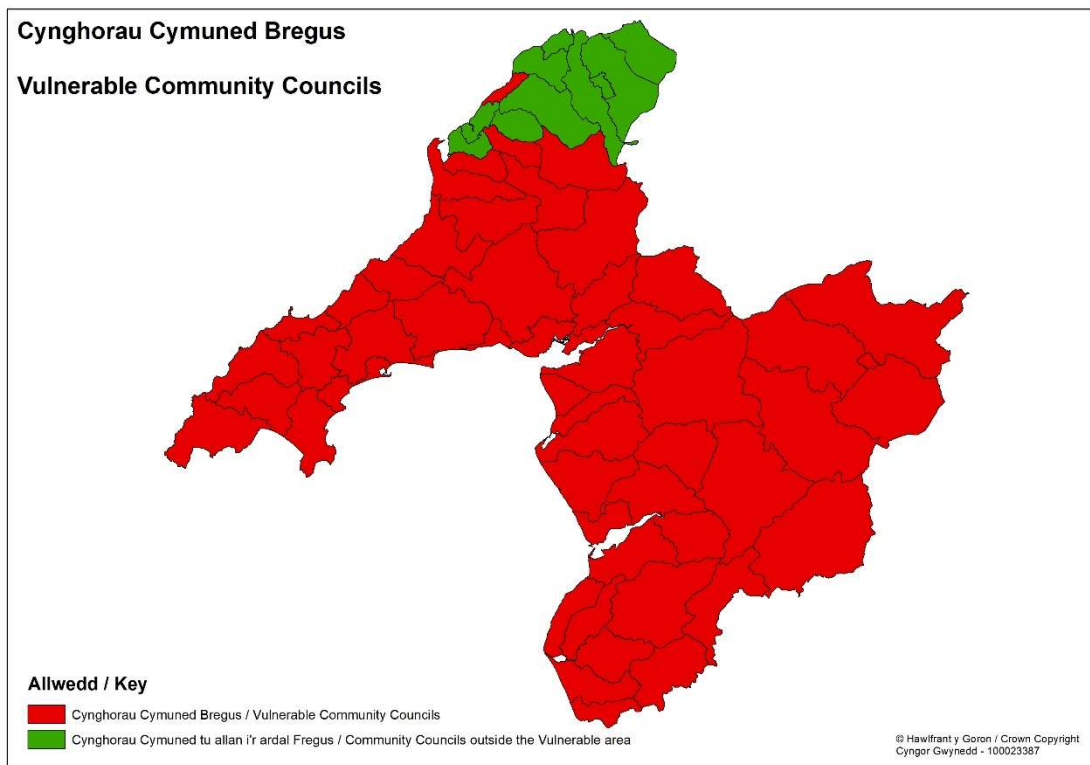 Cynghorau Cymuned Bregus
Vulnerable Community Councils
Allwedd / Key
Cynghorau Cymuned Bregus / Vulnerable Community Councils
Cynghorau Cymuned tu allan i'r ardal Fregus / Community Councils outside the Vulnerable area
© Hawlfraint y Goron / Crown Copyright
Cyngor Gwynedd - 100023387